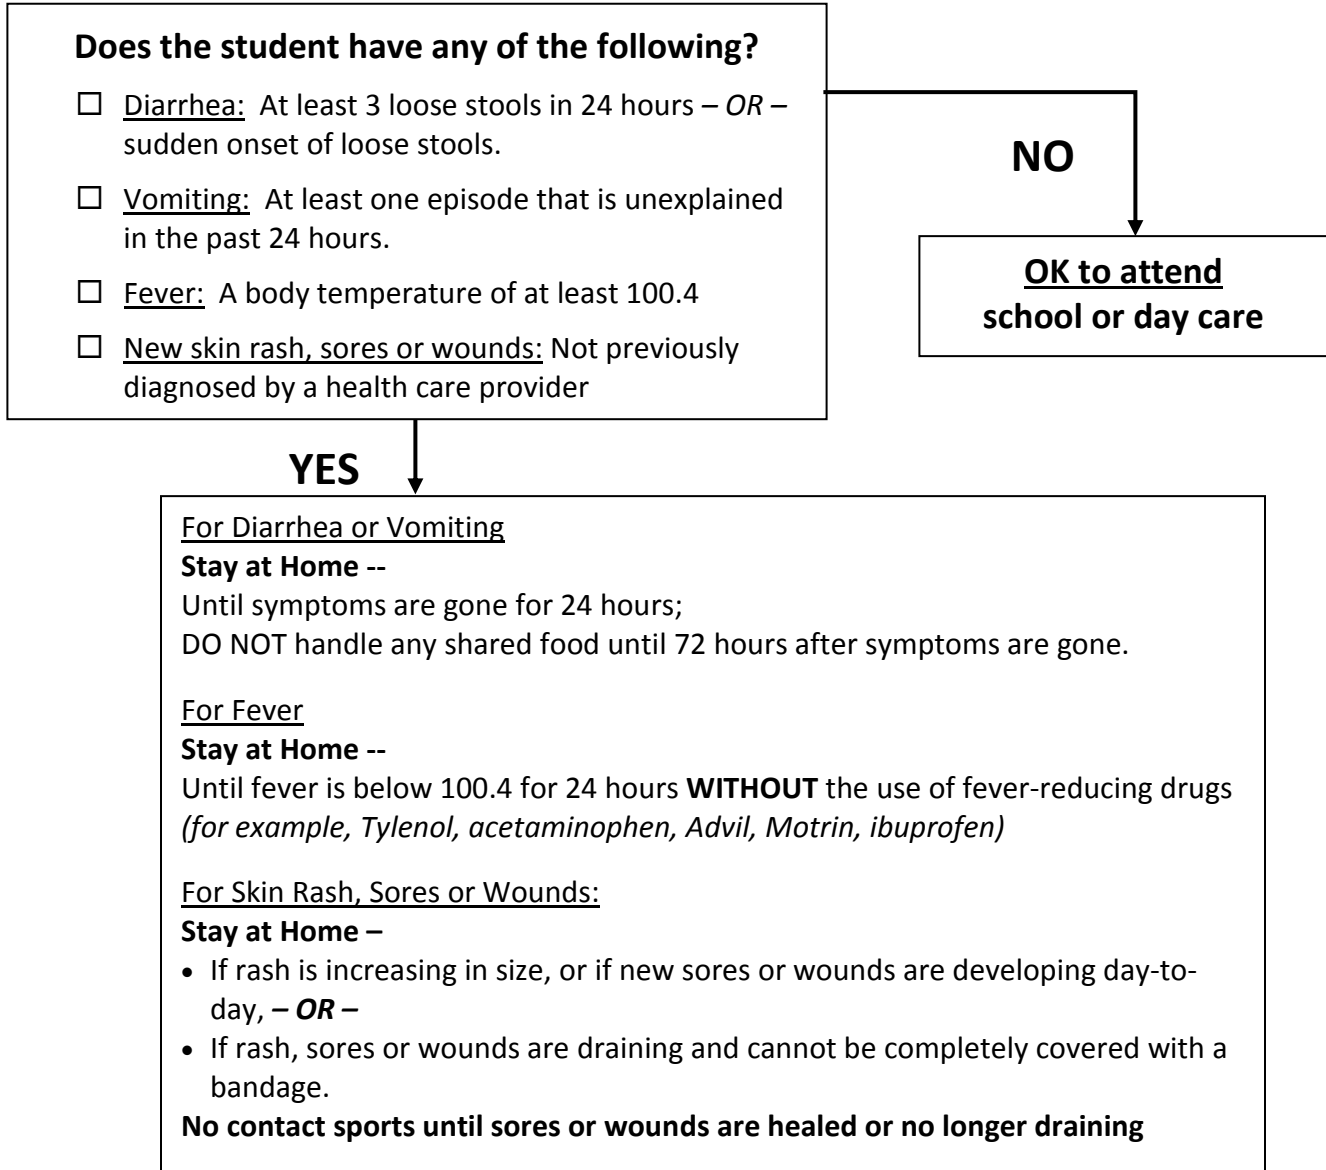 Does the student have any of the following?
☐ Diarrhea: At least 3 loose stools in 24 hours – OR –
sudden onset of loose stools.
☐ Vomiting: At least one episode that is unexplained
in the past 24 hours.
☐ Fever: A body temperature of at least 100.4
☐ New skin rash, sores or wounds: Not previously
diagnosed by a health care provider
NO
OK to attend
school or day care
YES
For Diarrhea or Vomiting
Stay at Home --
Until symptoms are gone for 24 hours;
DO NOT handle any shared food until 72 hours after symptoms are gone.
For Fever
Stay at Home --
Until fever is below 100.4 for 24 hours WITHOUT the use of fever-reducing drugs
(for example, Tylenol, acetaminophen, Advil, Motrin, ibuprofen)
For Skin Rash, Sores or Wounds:
Stay at Home –
• If rash is increasing in size, or if new sores or wounds are developing day-to-
day, – OR –
• If rash, sores or wounds are draining and cannot be completely covered with a
bandage.
No contact sports until sores or wounds are healed or no longer draining